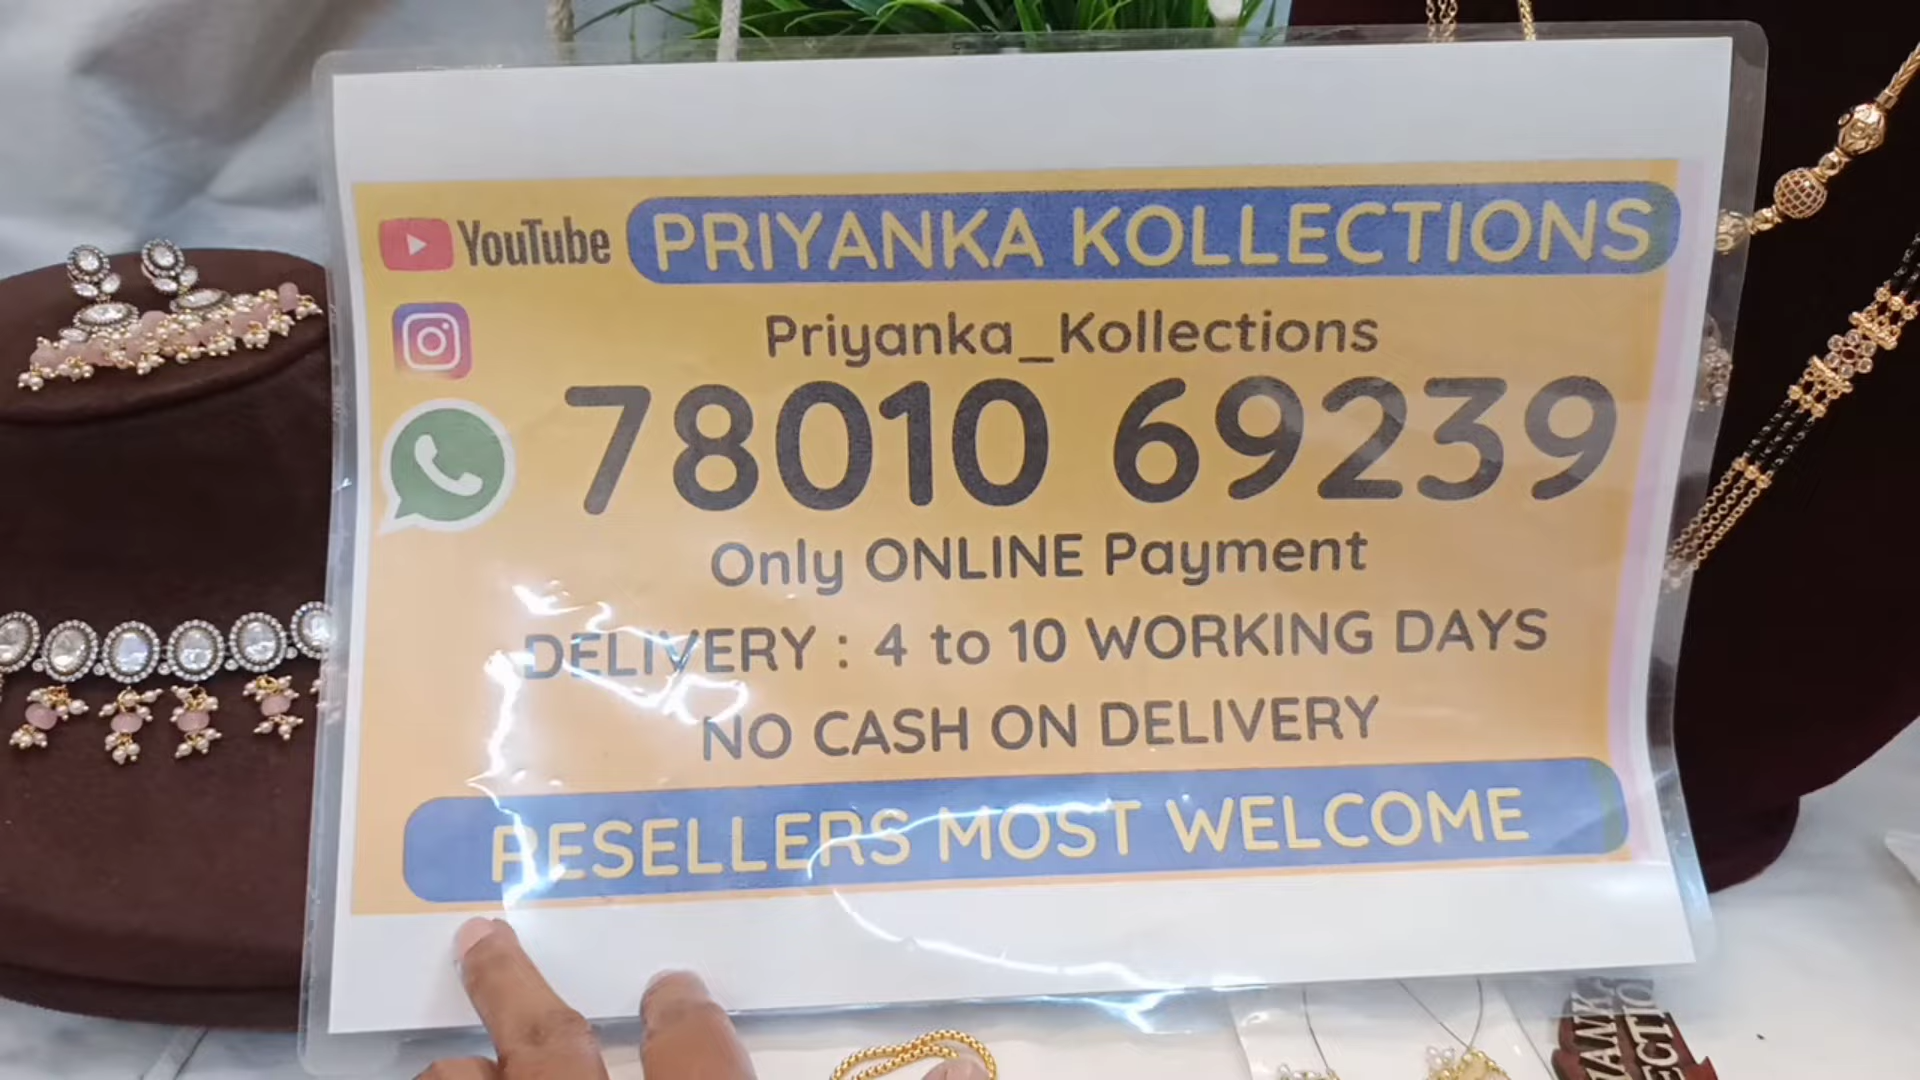 YouTube PRIYANKA KOLLECTIONS
Priyanka_Kollections
78010 69239
Only ONLINE Payment
DELIVERY : 4 to 10 WORKING DAYS
NO CASH ON DELIVERY
RESELLERS MOST WELCOME